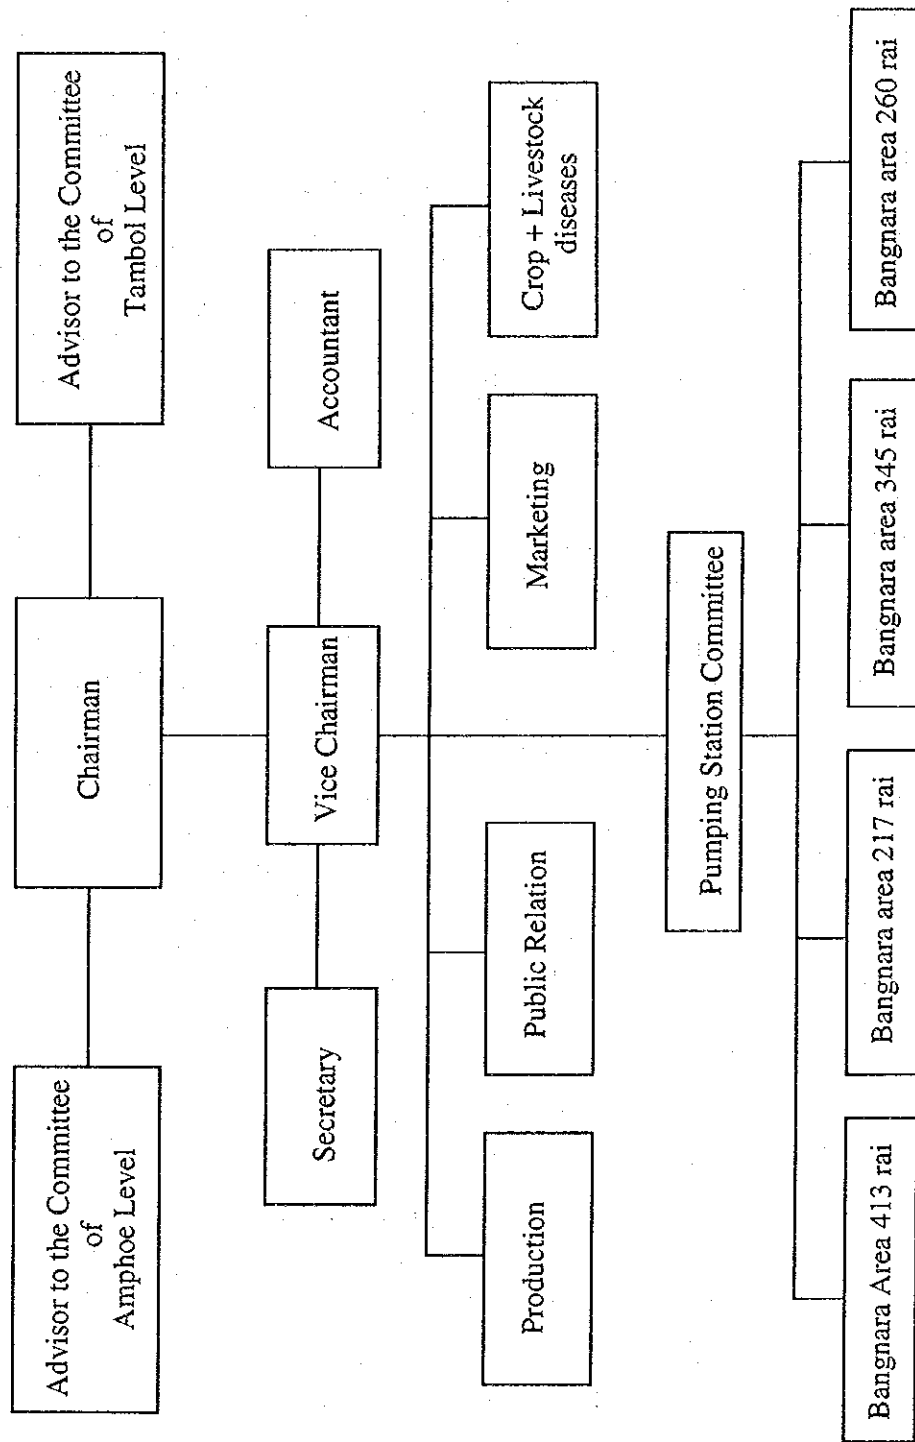 Advisor to the Committee
of
Amphoe Level
Chairman
Advisor to the Committee
of
Tambol Level
Secretary
Vice Chairman
Accountant
Production
Public Relation
Marketing
Crop + Livestock
diseases
Pumping Station Committee
Bangnara Area 413 rai
Bangnara area 217 rai
Bangnara area 345 rai
Bangnara area 260 rai